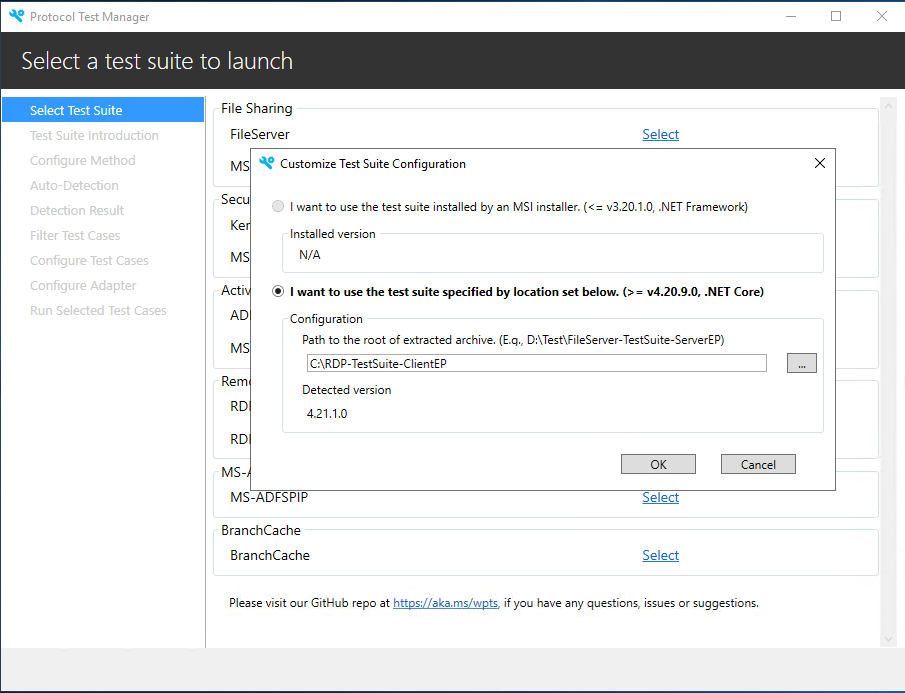 Protocol Test Manager
Select a test suite to launch
Select Test Suite
Test Suite Introduction
Configure Method
Auto-Detection
Detection Result
Filter Test Cases
Configure Test Cases
Configure Adapter
Run Selected Test Cases
File Sharing
FileServer Select
MS
Secu
Ker
MS
Activ
AD
MS
Remo
RDI
RDI
MS-A
MS-ADFSPIP Select
BranchCache
BranchCache Select
Please visit our GitHub repo at https://aka.ms/wpts, if you have any questions, issues or suggestions.
Customize Test Suite Configuration
I want to use the test suite installed by an MSI installer. (<= v3.20.1.0, .NET Framework)
Installed version
N/A
I want to use the test suite specified by location set below. (>= v4.20.9.0, .NET Core)
Configuration
Path to the root of extracted archive. (E.g., D:\Test\FileServer-TestSuite-ServerEP)
C:\RDP-TestSuite-ClientEP
...
Detected version
4.21.1.0
OK Cancel